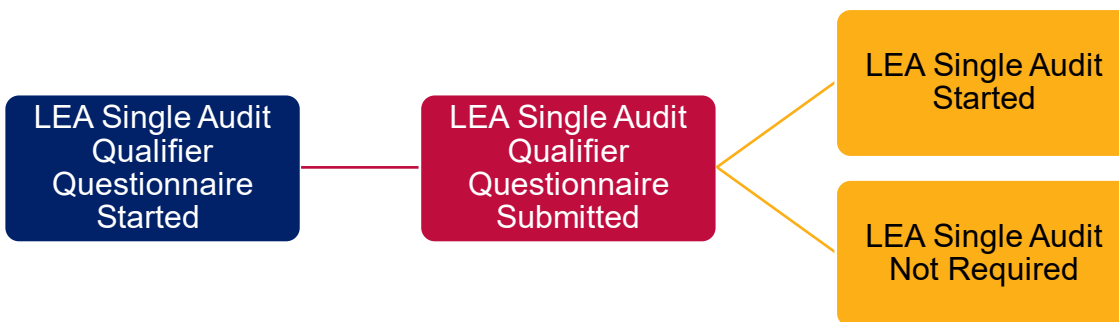 LEA Single Audit
Qualifier
Questionnaire
Started
LEA Single Audit
Qualifier
Questionnaire
Submitted
LEA Single Audit
Started
LEA Single Audit
Not Required